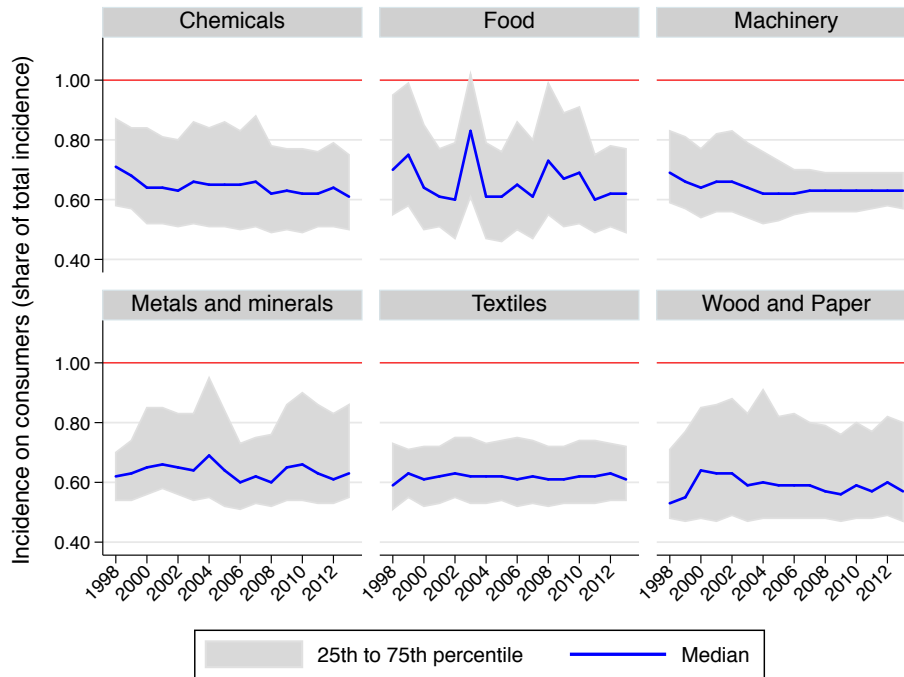 Chemicals Food Machinery
1.00
0.80
0.60
0.40
Metals and minerals Textiles Wood and Paper
1.00
0.80
0.60
0.40
Incidence on consumers (share of total incidence)
1998 2000 2002 2004 2006 2008 2010 2012 1998 2000 2002 2004 2006 2008 2010 2012 1998 2000 2002 2004 2006 2008 2010 2012
25th to 75th percentile Median